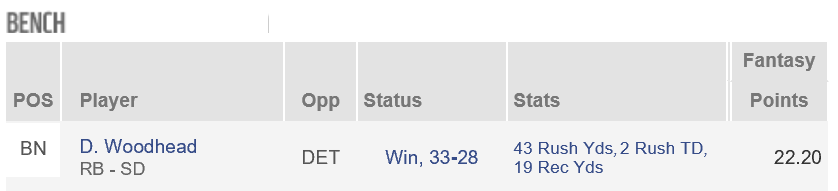 BENCH
Fantasy
POS Player Opp Status Stats Points
BN D. Woodhead DET Win, 33-28 43 Rush Yds, 2 Rush TD, 22.20
RB - SD 19 Rec Yds